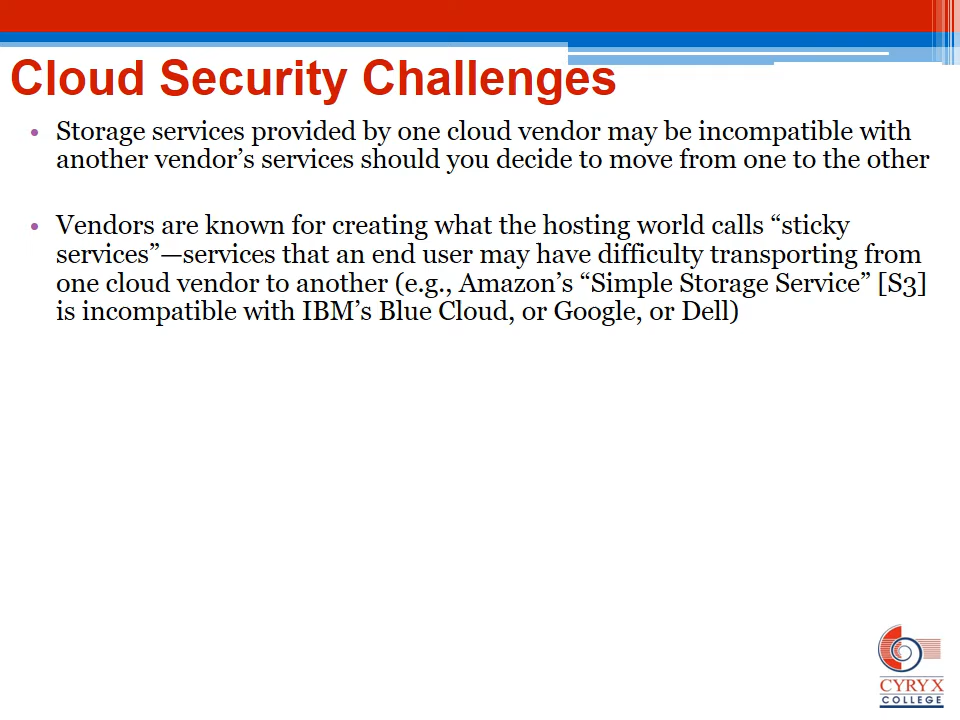 Cloud Security Challenges
• Storage services provided by one cloud vendor may be incompatible with
another vendor’s services should you decide to move from one to the other
• Vendors are known for creating what the hosting world calls “sticky
services”—services that an end user may have difficulty transporting from
one cloud vendor to another (e.g., Amazon’s “Simple Storage Service” [S3]
is incompatible with IBM’s Blue Cloud, or Google, or Dell)
CYRYX
COLLEGE